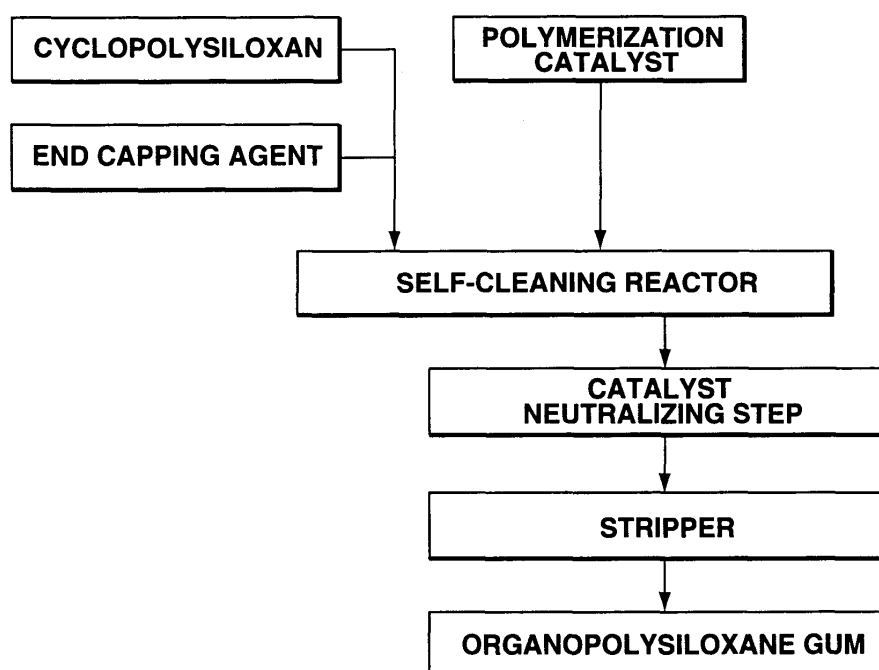 CYCLOPOLYSILOXAN
POLYMERIZATION
CATALYST
END CAPPING AGENT
SELF-CLEANING REACTOR
CATALYST
NEUTRALIZING STEP
STRIPPER
ORGANOPOLYSILOXANE GUM